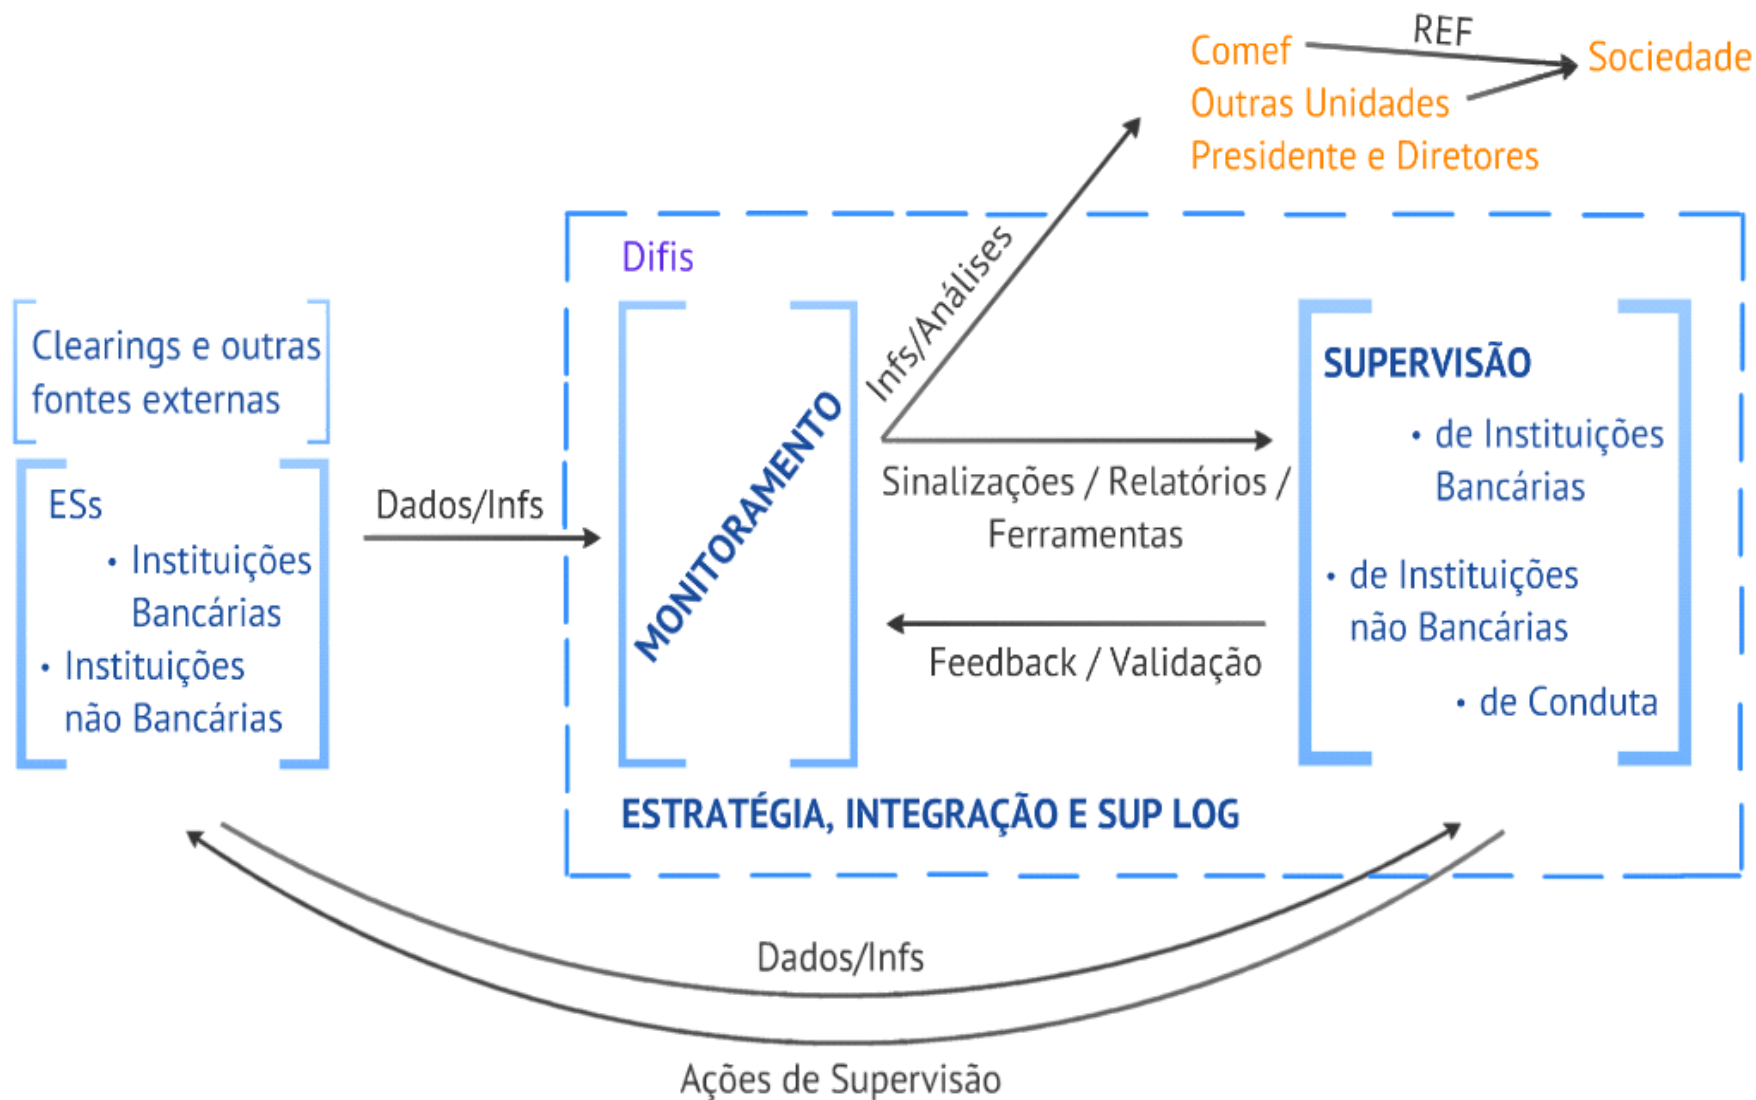 REF
Comef
Sociedade
Outras Unidades
Presidente e Diretores
Difis
Infs/Análises
Clearings e outras
fontes externas
ESs
• Instituições
Bancárias
• Instituições
não Bancárias
Dados/Infs
MONITORAMENTO
Sinalizações / Relatórios /
Ferramentas
Feedback / Validação
SUPERVISÃO
• de Instituições
Bancárias
• de Instituições
não Bancárias
• de Conduta
ESTRATÉGIA, INTEGRAÇÃO E SUP LOG
Dados/Infs
Ações de Supervisão